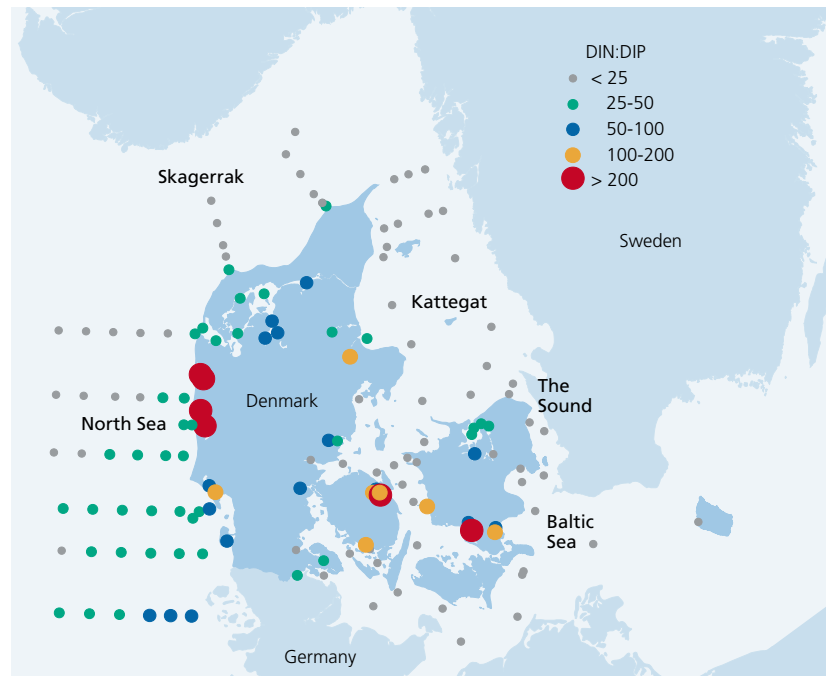 DIN:DIP
< 25
25-50
50-100
100-200
> 200
Skagerrak
Sweden
Kattegat
Denmark
The
Sound
North Sea
Baltic
Sea
Germany